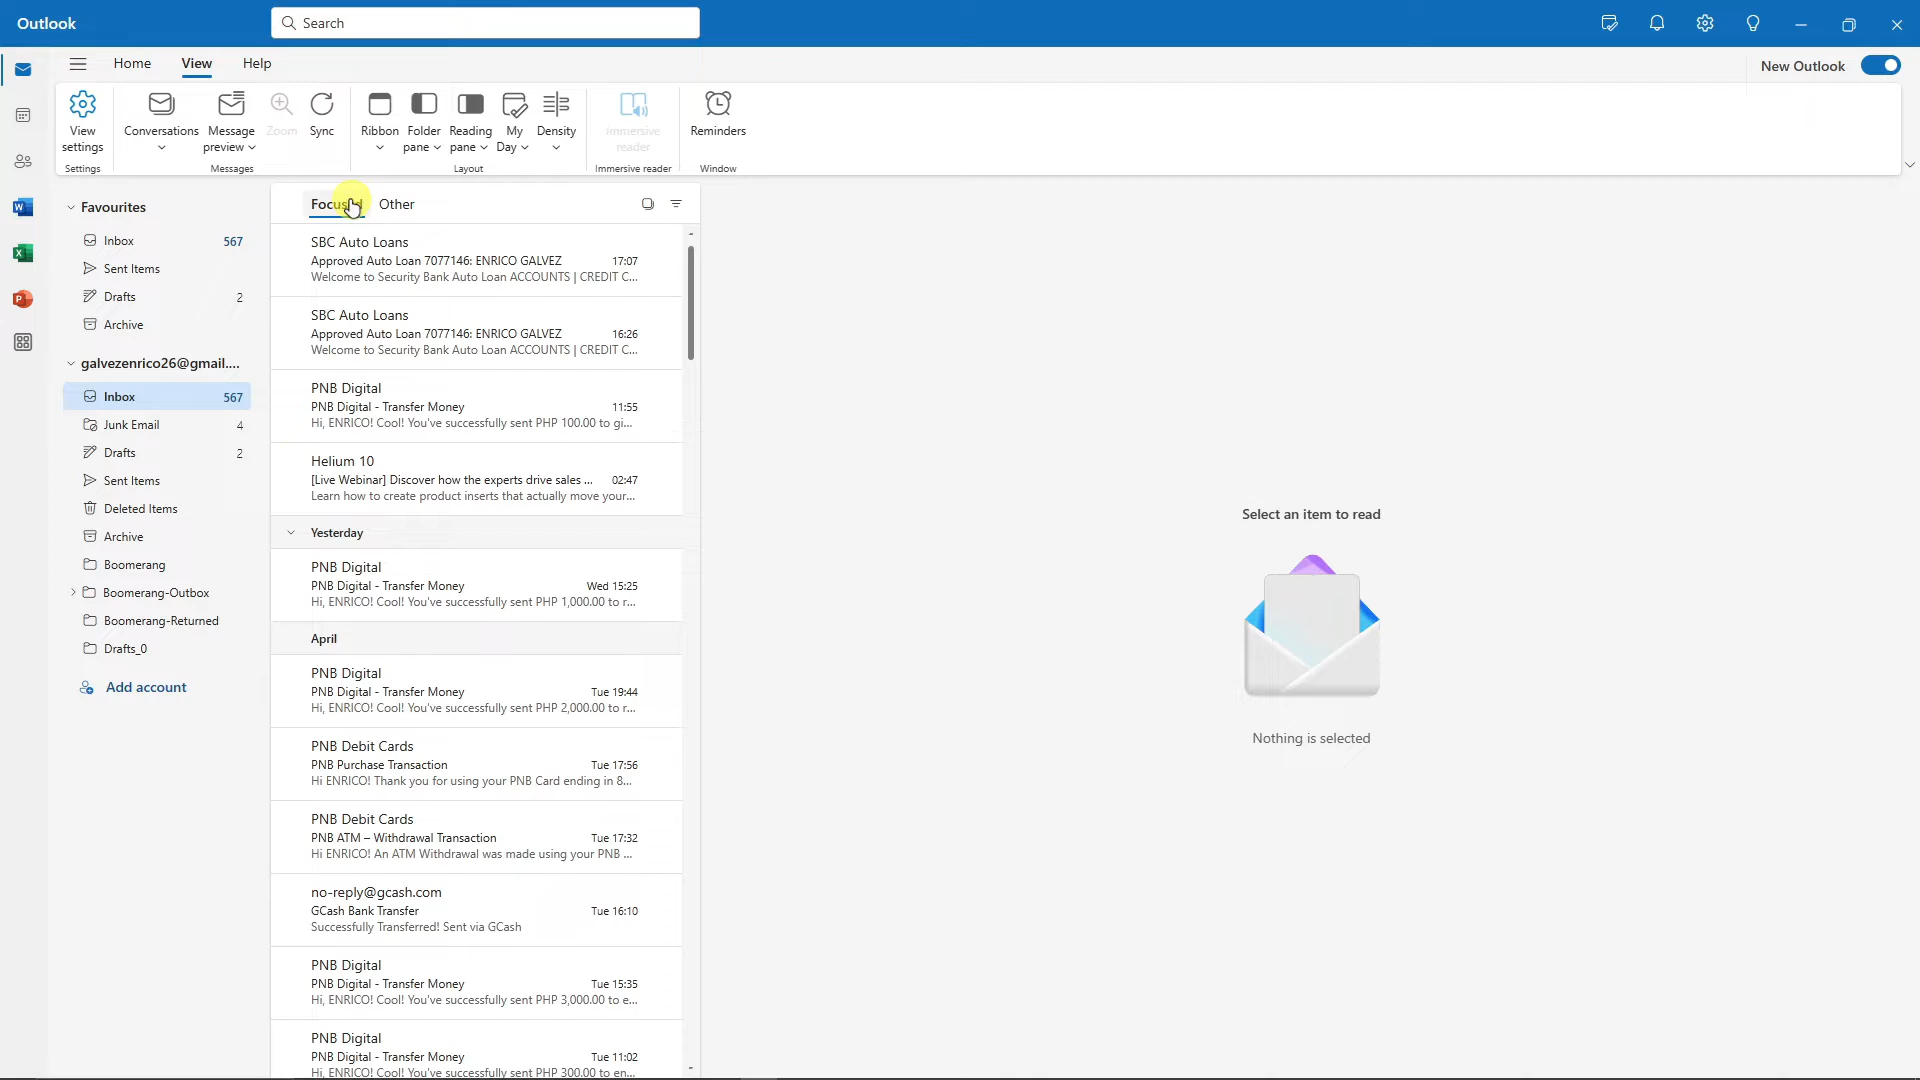 Outlook
Search
Home View Help
New Outlook
View settings
Conversations
Message preview
Zoom
Sync
Ribbon
Folder pane
Reading pane
My Day
Density
Immersive reader
Reminders
Settings
Messages
Layout
Immersive reader
Window
Favourites
Inbox 567
Sent Items
Drafts 2
Archive
galvezenrico26@gmail....
Inbox 567
Junk Email 4
Drafts 2
Sent Items
Deleted Items
Archive
Boomerang
Boomerang-Outbox
Boomerang-Returned
Drafts_0
Add account
Other
SBC Auto Loans
Approved Auto Loan 7077146: ENRICO GALVEZ 17:07
Welcome to Security Bank Auto Loan ACCOUNTS | CREDIT C...
SBC Auto Loans
Approved Auto Loan 7077146: ENRICO GALVEZ 16:26
Welcome to Security Bank Auto Loan ACCOUNTS | CREDIT C...
PNB Digital
PNB Digital - Transfer Money 11:55
Hi, ENRICO! Cool! You've successfully sent PHP 100.00 to gi...
Helium 10
[Live Webinar] Discover how the experts drive sales ... 02:47
Learn how to create product inserts that actually move your...
Yesterday
PNB Digital
PNB Digital - Transfer Money Wed 15:25
Hi, ENRICO! Cool! You've successfully sent PHP 1,000.00 to r...
April
PNB Digital
PNB Digital - Transfer Money Tue 19:44
Hi, ENRICO! Cool! You've successfully sent PHP 2,000.00 to r...
PNB Debit Cards
PNB Purchase Transaction Tue 17:56
Hi ENRICO! Thank you for using your PNB Card ending in 8...
PNB Debit Cards
PNB ATM – Withdrawal Transaction Tue 17:32
Hi ENRICO! An ATM Withdrawal was made using your PNB ...
no-reply@gcash.com
GCash Bank Transfer Tue 16:10
Successfully Transferred! Sent via GCash
PNB Digital
PNB Digital - Transfer Money Tue 15:35
Hi, ENRICO! Cool! You've successfully sent PHP 3,000.00 to e...
PNB Digital
PNB Digital - Transfer Money Tue 11:02
Hi, ENRICO! Cool! You've successfully sent PHP 300.00 to en...
Select an item to read
Nothing is selected